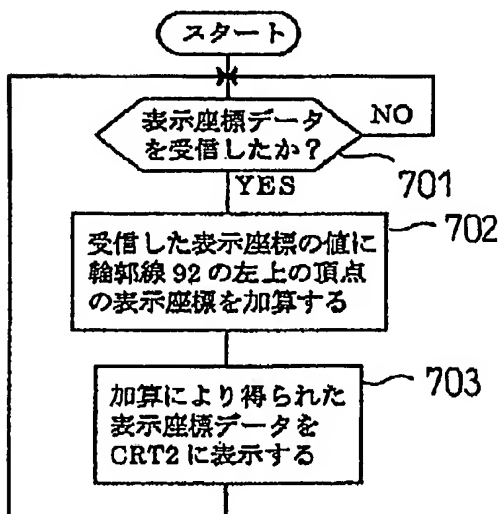 スタート
表示座標データ
を受信したか?
NO
701
YES
702
受信した表示座標の値に
輪郭線92の左上の頂点
の表示座標を加算する
703
加算により得られた
表示座標データを
CRT2に表示する